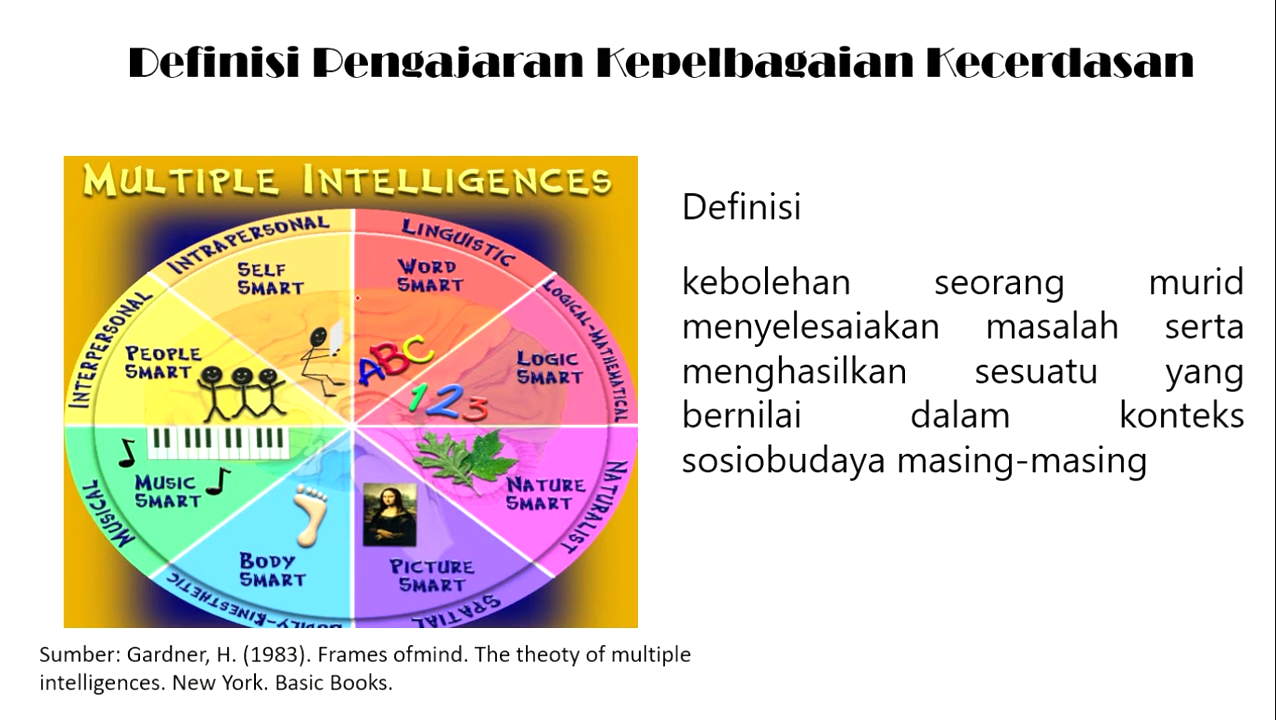 Definisi Pengajaran Kepelbagaian Kecerdasan
MULTIPLE INTELLIGENCES
INTRAPERSONAL
LINGUISTIC
SELF
SMART
WORD
SMART
INTERPERSONAL
LOGICAL-MATHEMATICAL
PEOPLE
SMART
ABC
LOGIC
SMART
123
MUSIC
SMART
NATURE
SMART
MUSICAL
NATURALIST
BODY
SMART
PICTURE
SMART
BODILY-KINESTHETIC
SPATIAL
Definisi
kebolehan seorang murid
menyelesaiakan masalah serta
menghasilkan sesuatu yang
bernilai dalam konteks
sosiobudaya masing-masing
Sumber: Gardner, H. (1983). Frames ofmind. The theoty of multiple
intelligences. New York. Basic Books.